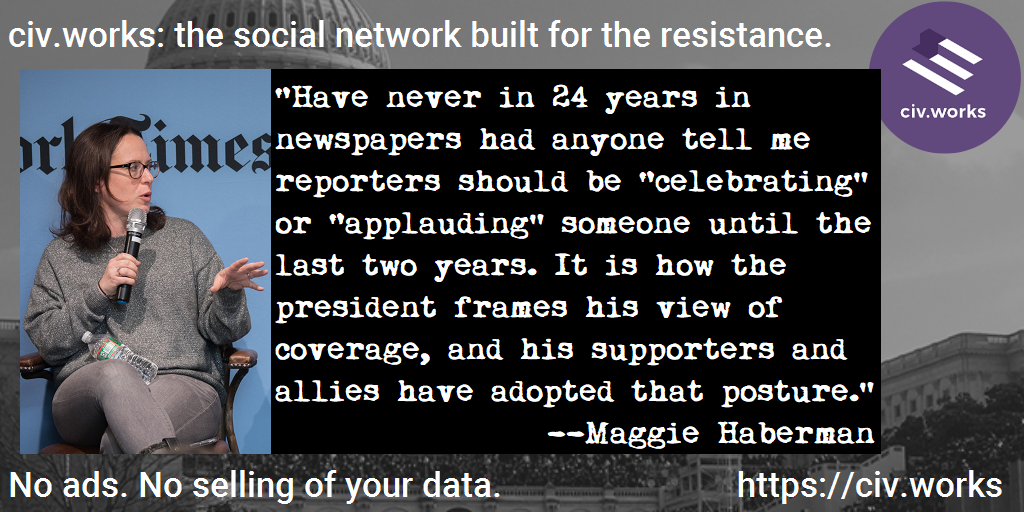 civ.works: the social network built for the resistance.
civ.works
ork Times
"Have never in 24 years in
newspapers had anyone tell me
reporters should be "celebrating"
or "applauding" someone until the
last two years. It is how the
president frames his view of
coverage, and his supporters and
allies have adopted that posture."
--Maggie Haberman
No ads. No selling of your data.
https://civ.works